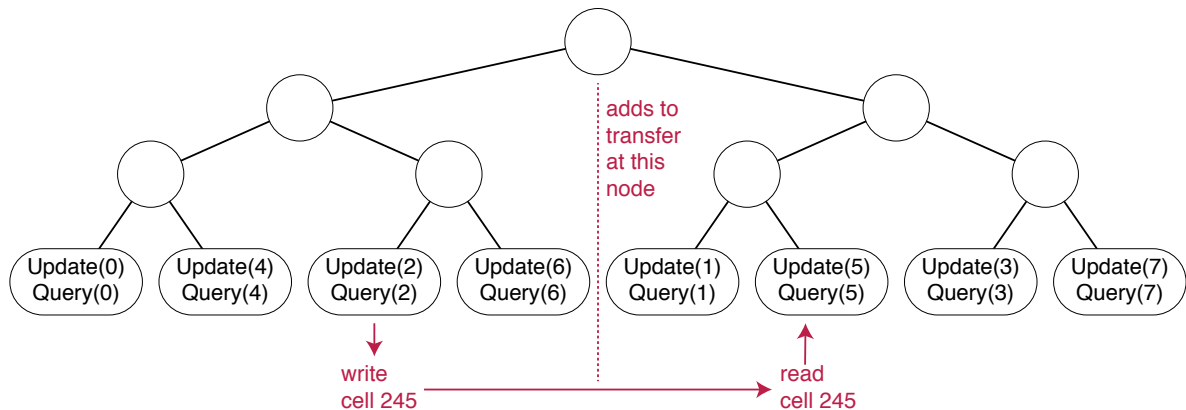 adds to
transfer
at this
node
Update(0)
Query(0)
Update(4)
Query(4)
Update(2)
Query(2)
Update(6)
Query(6)
Update(1)
Query(1)
Update(5)
Query(5)
Update(3)
Query(3)
Update(7)
Query(7)
write
cell 245
read
cell 245